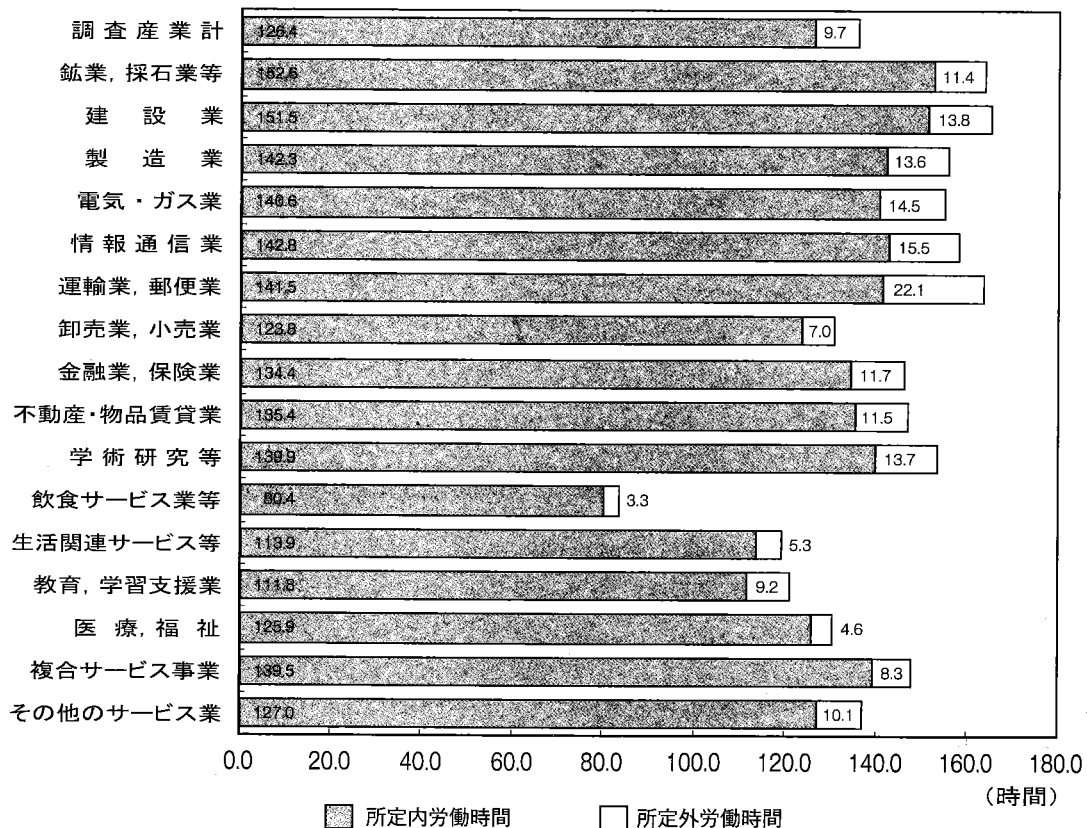 調査産業計 126.4 9.7
鉱業, 採石業等 152.6 11.4
建設業 151.5 13.8
製造業 142.3 13.6
電気・ガス業 140.6 14.5
情報通信業 142.8 15.5
運輸業, 郵便業 141.5 22.1
卸売業, 小売業 123.8 7.0
金融業, 保険業 134.4 11.7
不動産・物品賃貸業 135.4 11.5
学術研究等 139.9 13.7
飲食サービス業等 80.4 3.3
生活関連サービス等 113.9 5.3
教育, 学習支援業 111.8 9.2
医療, 福祉 125.9 4.6
複合サービス事業 139.5 8.3
その他のサービス業 127.0 10.1
0.0 20.0 40.0 60.0 80.0 100.0 120.0 140.0 160.0 180.0
(時間)
所定内労働時間 所定外労働時間